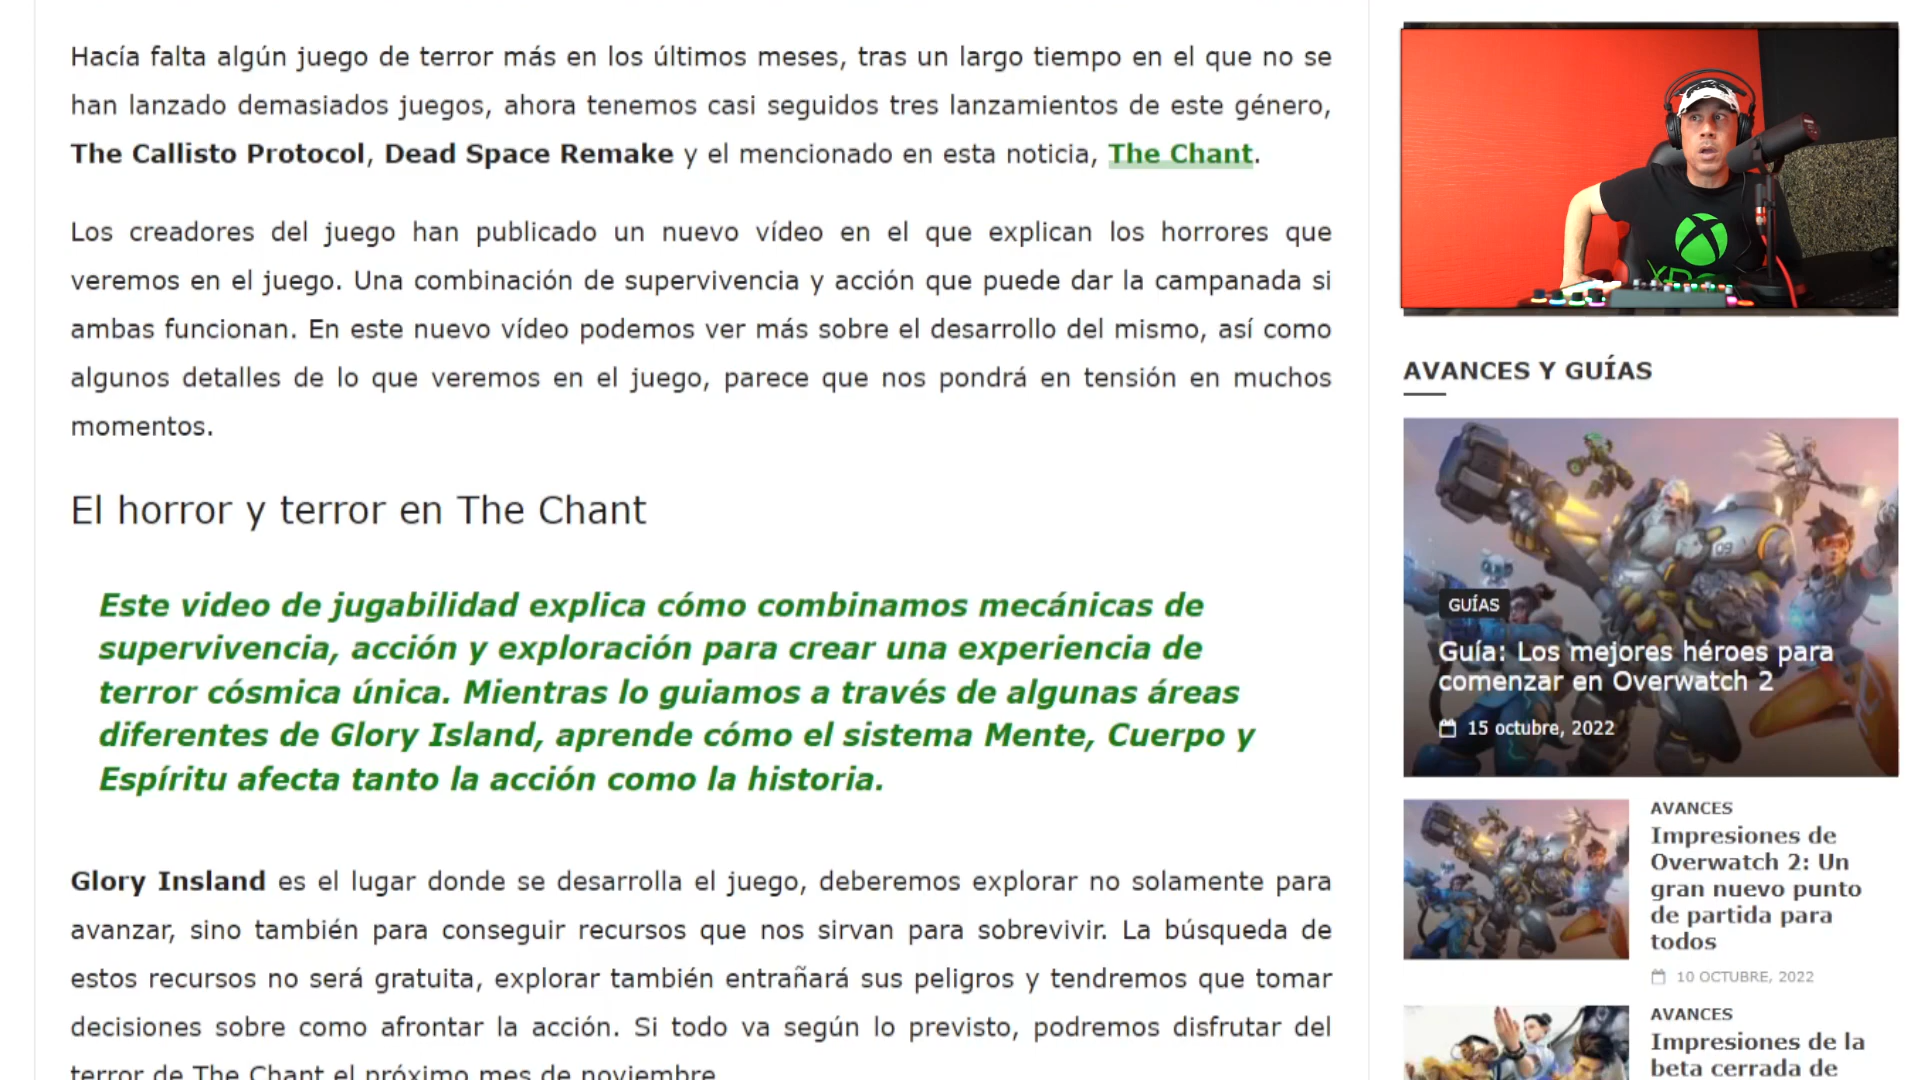 Hacía falta algún juego de terror más en los últimos meses, tras un largo tiempo en el que no se
han lanzado demasiados juegos, ahora tenemos casi seguidos tres lanzamientos de este género,
The Callisto Protocol, Dead Space Remake y el mencionado en esta noticia, The Chant.
Los creadores del juego han publicado un nuevo vídeo en el que explican los horrores que
veremos en el juego. Una combinación de supervivencia y acción que puede dar la campanada si
ambas funcionan. En este nuevo vídeo podemos ver más sobre el desarrollo del mismo, así como
algunos detalles de lo que veremos en el juego, parece que nos pondrá en tensión en muchos
momentos.
El horror y terror en The Chant
Este video de jugabilidad explica cómo combinamos mecánicas de
supervivencia, acción y exploración para crear una experiencia de
terror cósmica única. Mientras lo guiamos a través de algunas áreas
diferentes de Glory Island, aprende cómo el sistema Mente, Cuerpo y
Espíritu afecta tanto la acción como la historia.
Glory Insland es el lugar donde se desarrolla el juego, deberemos explorar no solamente para
avanzar, sino también para conseguir recursos que nos sirvan para sobrevivir. La búsqueda de
estos recursos no será gratuita, explorar también entrañará sus peligros y tendremos que tomar
decisiones sobre como afrontar la acción. Si todo va según lo previsto, podremos disfrutar del
terror de The Chant el próximo mes de noviembre.
XBO
AVANCES Y GUÍAS
09
GUÍAS
Guía: Los mejores héroes para
comenzar en Overwatch 2
15 octubre, 2022
AVANCES
Impresiones de
Overwatch 2: Un
gran nuevo punto
de partida para
todos
10 OCTUBRE, 2022
AVANCES
Impresiones de la
beta cerrada de